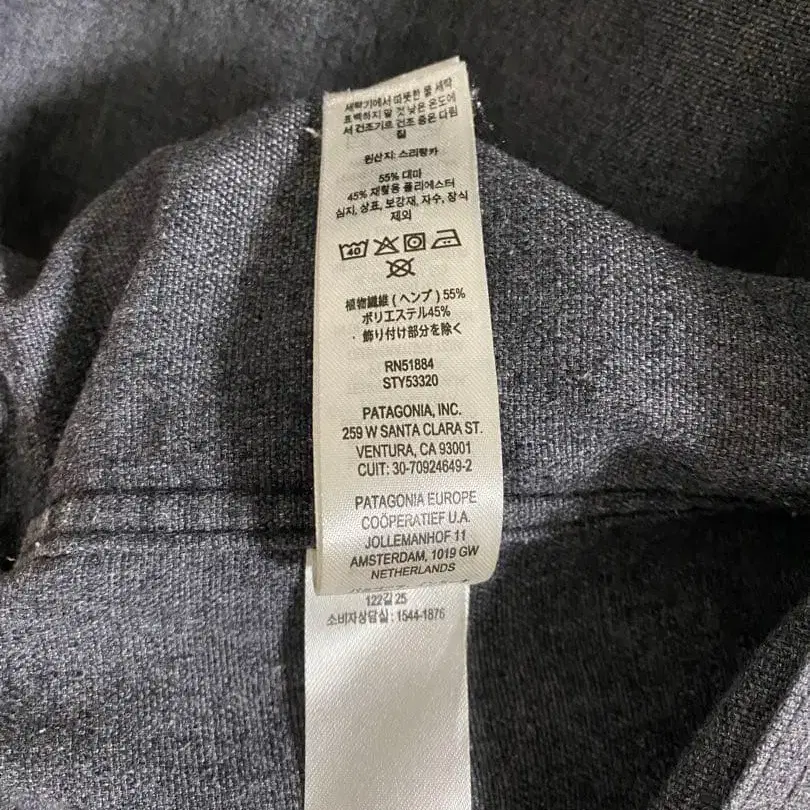 세탁기에서 따뜻한 물 세탁
표백하지 말 것 낮은 온도에
서 건조기르 건조 중온 다림
질
원산지: 스리랑카
55% 대마
45% 재활용 폴리에스터
심지, 상표, 보강재, 자수, 장식
제외
40
植物繊維 (ヘンプ) 55%
ポリエステル45%
飾り付け部分を除く
RN51884
STY53320
PATAGONIA, INC.
259 W SANTA CLARA ST.
VENTURA, CA 93001
CUIT: 30-70924649-2
PATAGONIA EUROPE
COÖPERATIEF U.A.
JOLLEMANHOF 11
AMSTERDAM, 1019 GW
NETHERLANDS
122길 25
소비자상담실 : 1544-1876